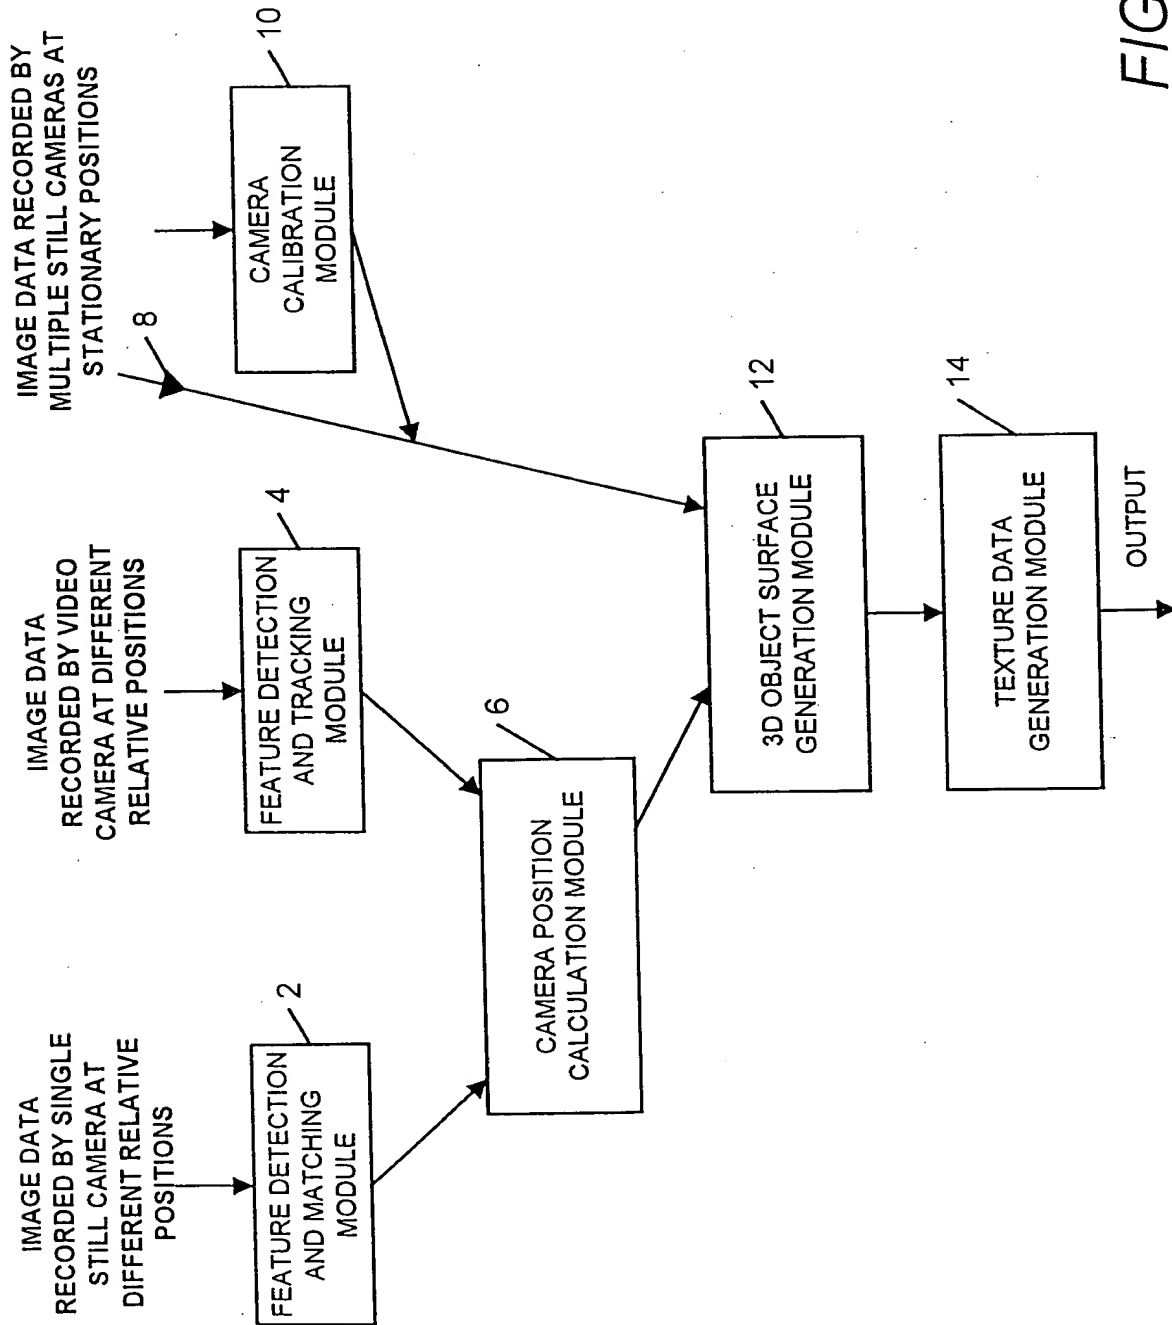 IMAGE DATA
RECORDED BY SINGLE
STILL CAMERA AT
DIFFERENT RELATIVE
POSITIONS
IMAGE DATA
RECORDED BY VIDEO
CAMERA AT DIFFERENT
RELATIVE POSITIONS
IMAGE DATA RECORDED BY
MULTIPLE STILL CAMERAS AT
STATIONARY POSITIONS
2
FEATURE DETECTION
AND MATCHING
MODULE
4
FEATURE DETECTION
AND TRACKING
MODULE
8
10
CAMERA
CALIBRATION
MODULE
6
CAMERA POSITION
CALCULATION MODULE
12
3D OBJECT SURFACE
GENERATION MODULE
14
TEXTURE DATA
GENERATION MODULE
OUTPUT
FIG